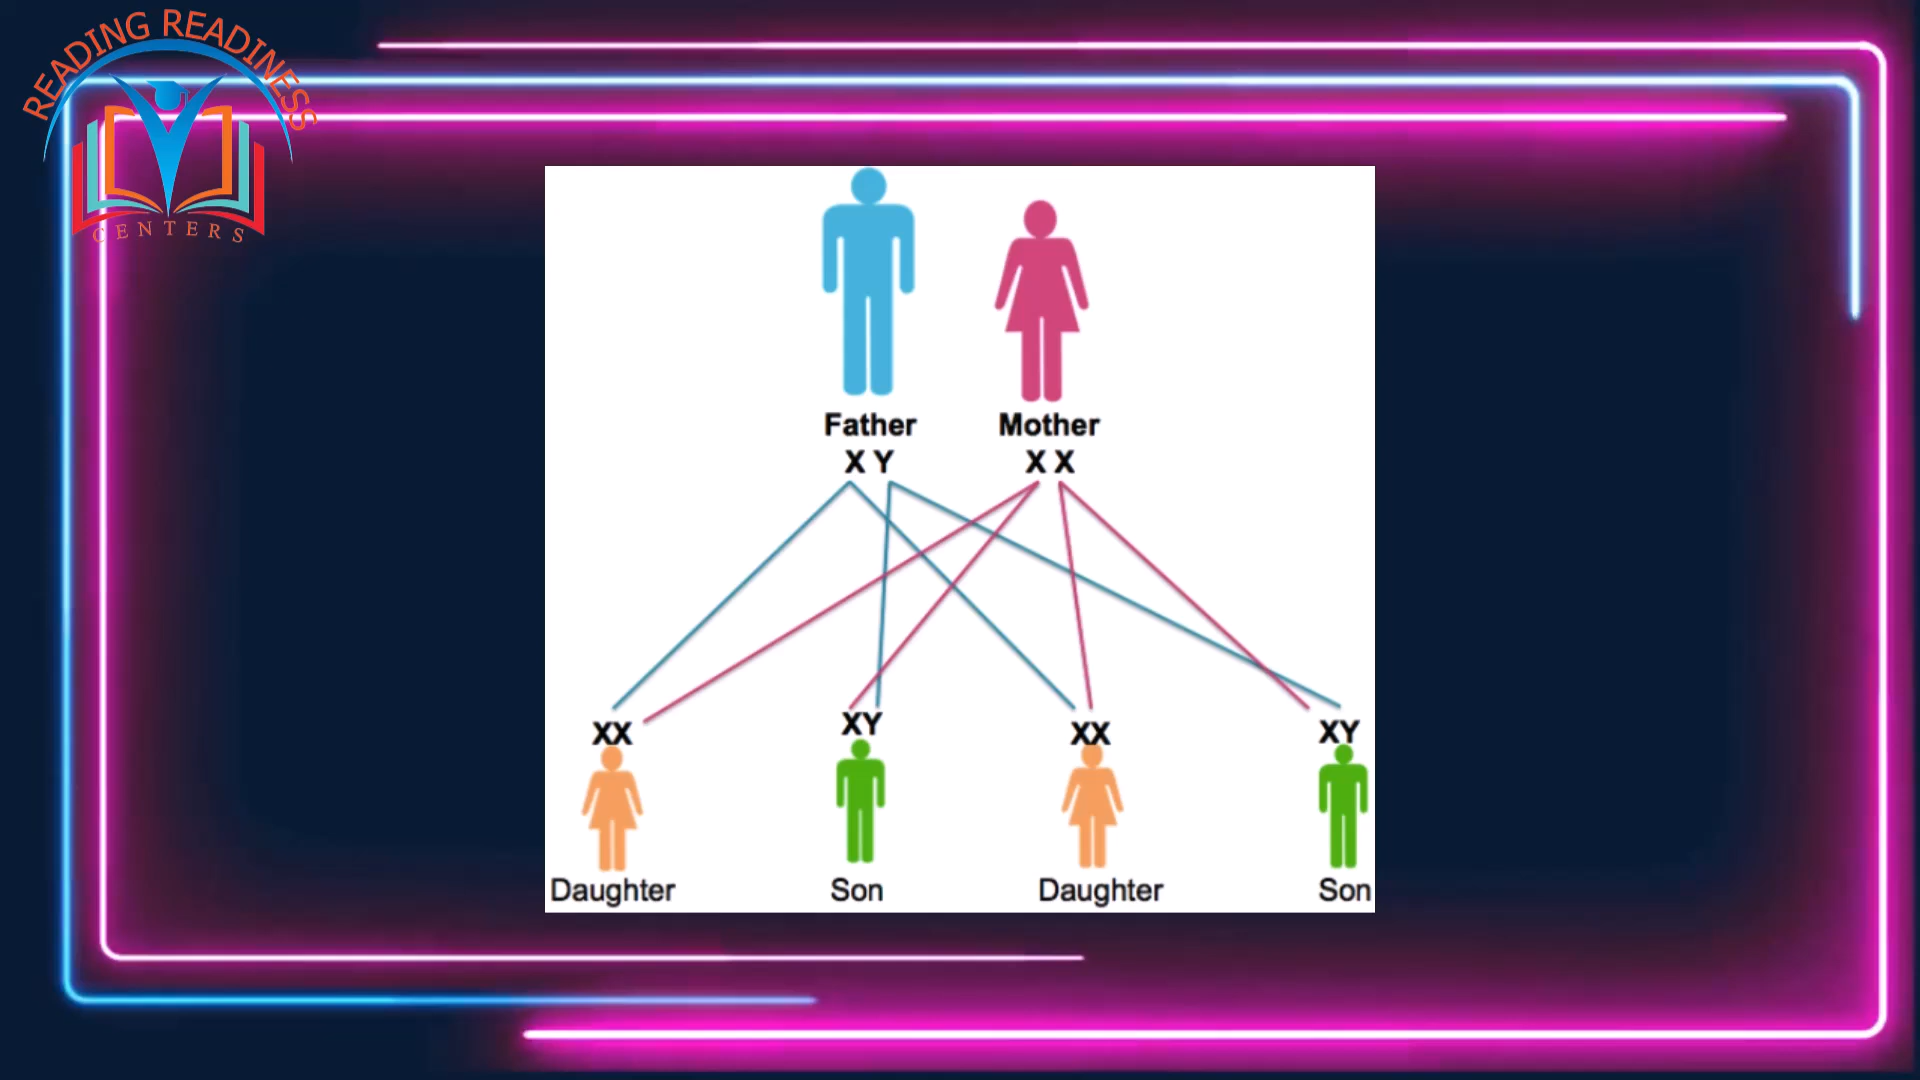 READING READINESS
CENTERS
Father Mother
X Y X X
XX XY XX XY
Daughter Son Daughter Son